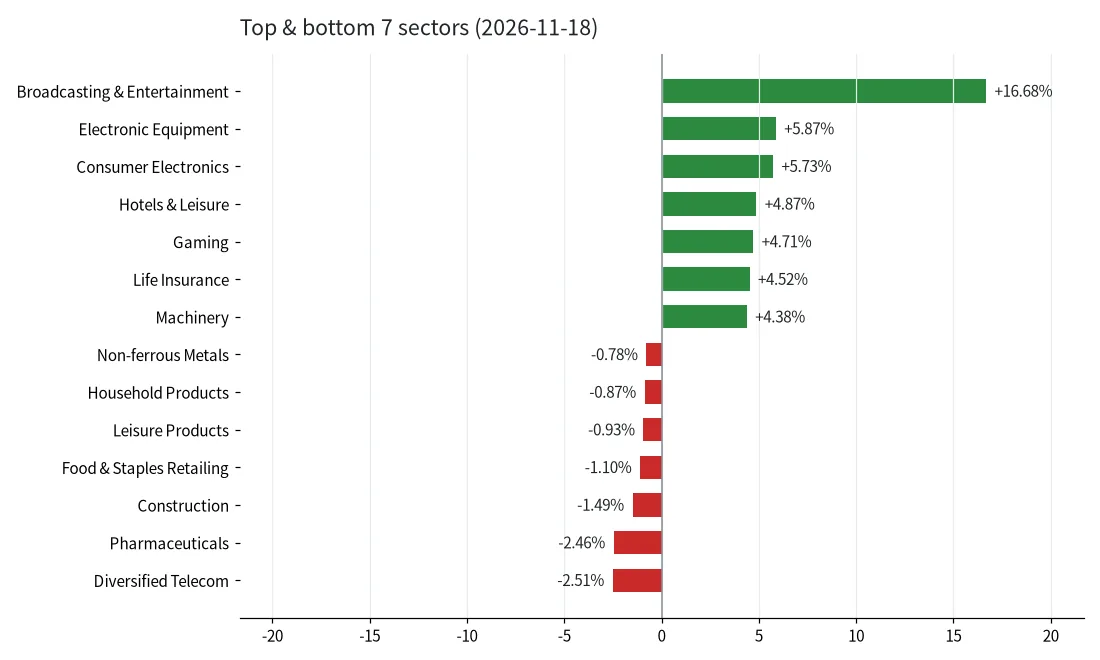 Top & bottom 7 sectors (2026-11-18)
Broadcasting & Entertainment +16.68%
Electronic Equipment +5.87%
Consumer Electronics +5.73%
Hotels & Leisure +4.87%
Gaming +4.71%
Life Insurance +4.52%
Machinery +4.38%
Non-ferrous Metals -0.78%
Household Products -0.87%
Leisure Products -0.93%
Food & Staples Retailing -1.10%
Construction -1.49%
Pharmaceuticals -2.46%
Diversified Telecom -2.51%
-20 -15 -10 -5 0 5 10 15 20